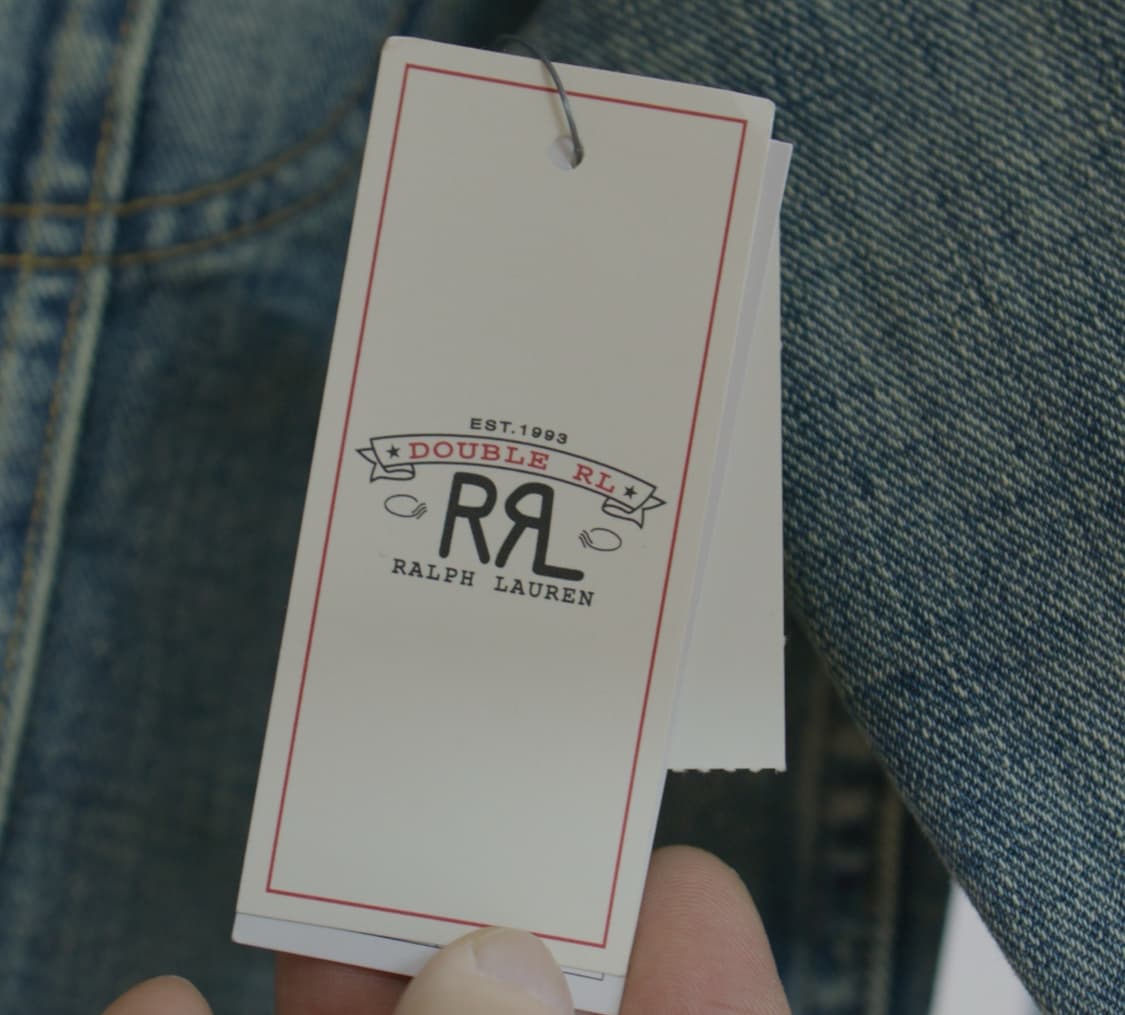 EST.1993
DOUBLE RL
RRL
RALPH LAUREN